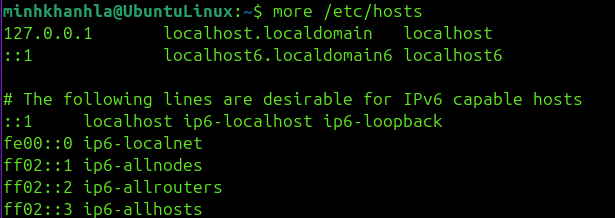 minhkhanhla@UbuntuLinux:~$ more /etc/hosts
127.0.0.1       localhost.localdomain   localhost
::1             localhost6.localdomain6 localhost6

# The following lines are desirable for IPv6 capable hosts
::1     localhost ip6-localhost ip6-loopback
fe00::0 ip6-localnet
ff02::1 ip6-allnodes
ff02::2 ip6-allrouters
ff02::3 ip6-allhosts